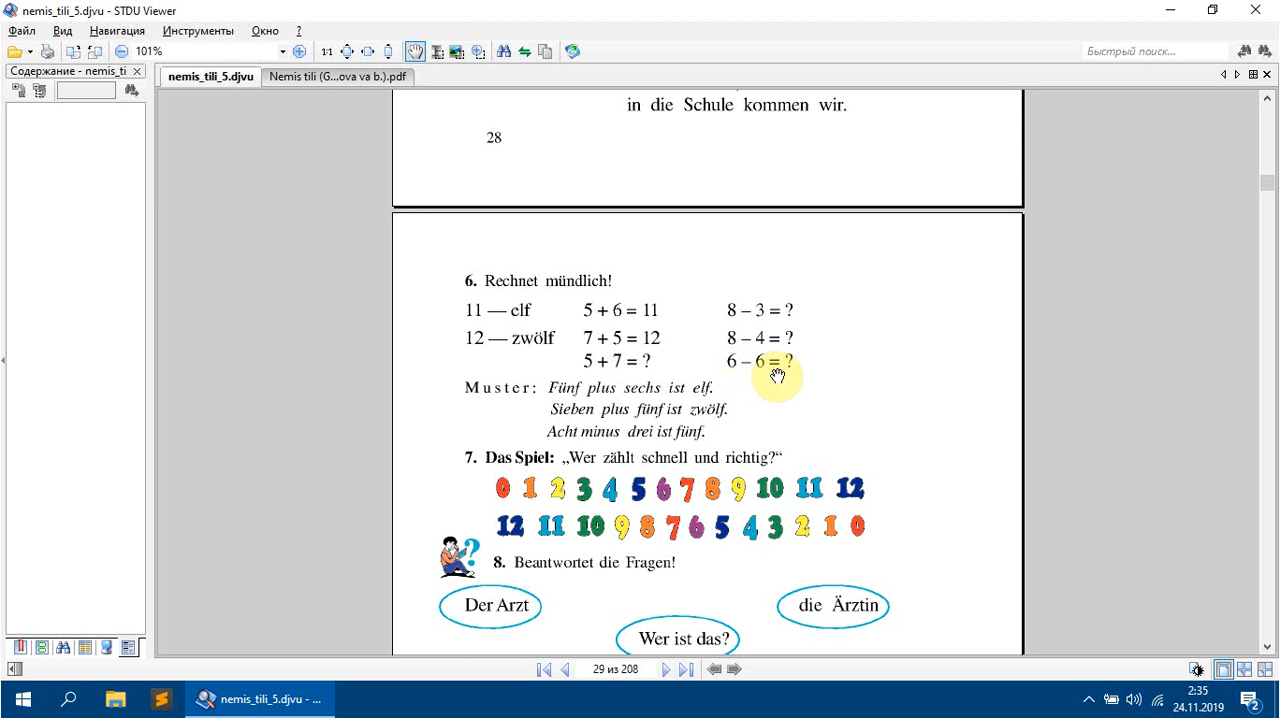 nemis_tili_5.djvu - STDU Viewer
Файл Вид Навигация Инструменты Окно ?
101%
1:1
Быстрый поиск...
Содержание - nemis_ti
nemis_tili_5.djvu
Nemis tili (G...ova va b.).pdf
in die Schule kommen wir.
28
6. Rechnet mündlich!
11 — elf 5 + 6 = 11 8 – 3 = ?
12 — zwölf 7 + 5 = 12 8 – 4 = ?
5 + 7 = ? 6 – 6 = ?
Muster: Fünf plus sechs ist elf.
Sieben plus fünf ist zwölf.
Acht minus drei ist fünf.
7. Das Spiel: „Wer zählt schnell und richtig?“
0 1 2 3 4 5 6 7 8 9 10 11 12
12 11 10 9 8 7 6 5 4 3 2 1 0
?
8. Beantwortet die Fragen!
Der Arzt
die Ärztin
Wer ist das?
29 из 208
nemis_tili_5.djvu - ...
2:35
24.11.2019
2